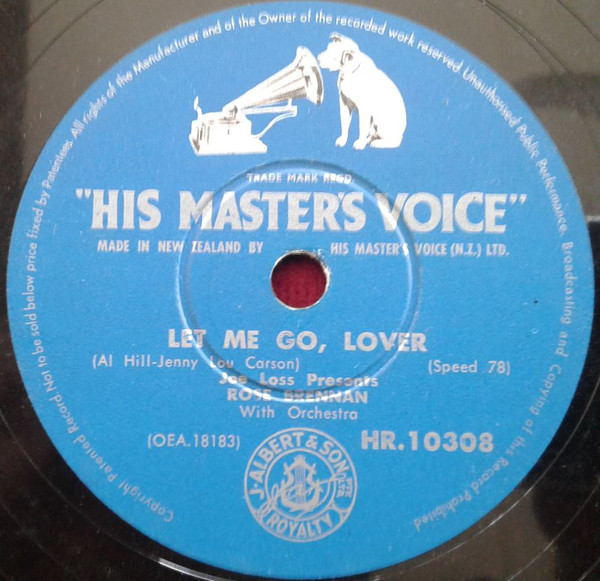 Copyright Patented Record Not to be sold below price fixed by Patentees. All rights of the Manufacturer and of the Owner of the recorded work reserved. Unauthorised Public Performance, Broadcasting and Copying of this Record Prohibited
TRADE MARK REGD.
"HIS MASTER'S VOICE"
MADE IN NEW ZEALAND BY HIS MASTER'S VOICE (N.Z.) LTD.
LET ME GO, LOVER
(Al Hill-Jenny Lou Carson) (Speed 78)
Joe Loss Presents
ROSE BRENNAN
With Orchestra
(OEA.18183) HR.10308
J. ALBERT & SON PTY LTD
ROYALTY